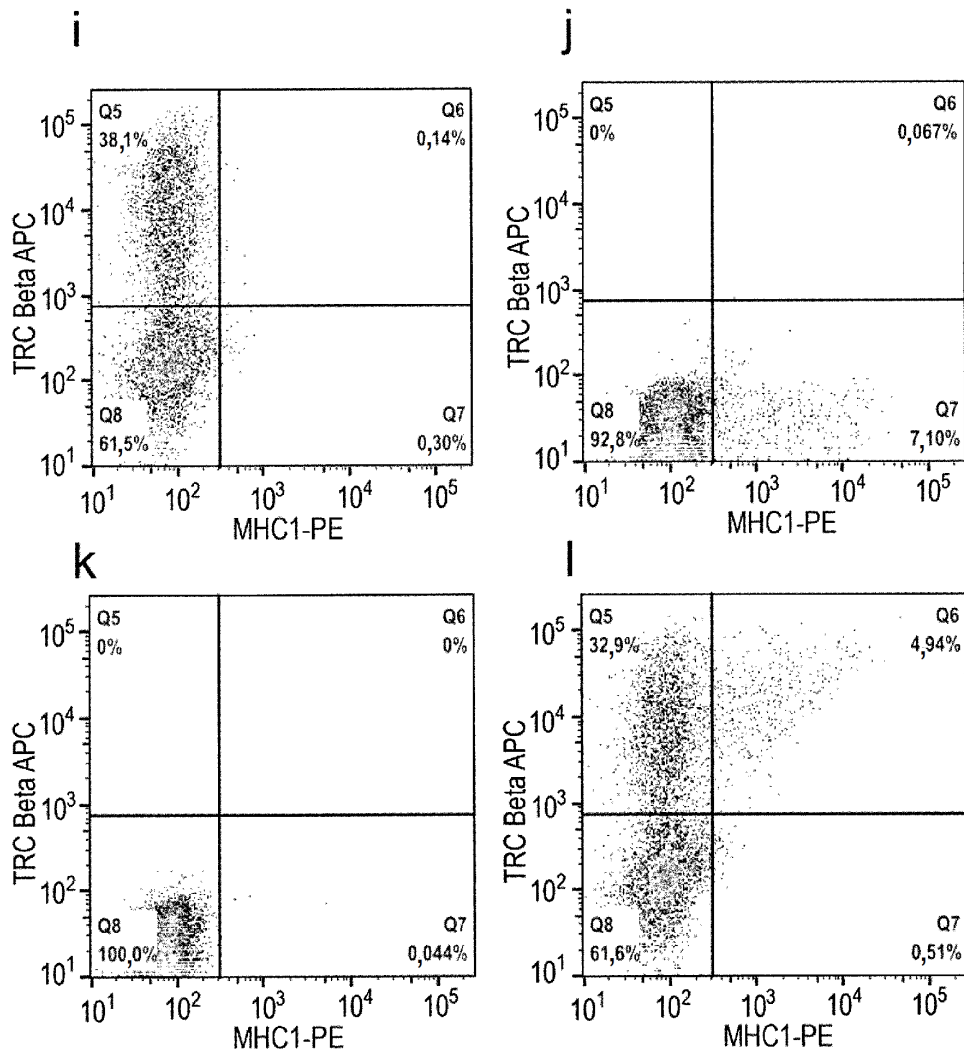 i
Q5
38,1%
Q6
0,14%
Q8
61,5%
Q7
0,30%
10⁵
10⁴
10³
10²
10¹
TRC Beta APC
10¹ 10² 10³ 10⁴ 10⁵
MHC1-PE
j
Q5
0%
Q6
0,067%
Q8
92,8%
Q7
7,10%
10⁵
10⁴
10³
10²
10¹
TRC Beta APC
10¹ 10² 10³ 10⁴ 10⁵
MHC1-PE
k
Q5
0%
Q6
0%
Q8
100,0%
Q7
0,044%
10⁵
10⁴
10³
10²
10¹
TRC Beta APC
10¹ 10² 10³ 10⁴ 10⁵
MHC1-PE
l
Q5
32,9%
Q6
4,94%
Q8
61,6%
Q7
0,51%
10⁵
10⁴
10³
10²
10¹
TRC Beta APC
10¹ 10² 10³ 10⁴ 10⁵
MHC1-PE